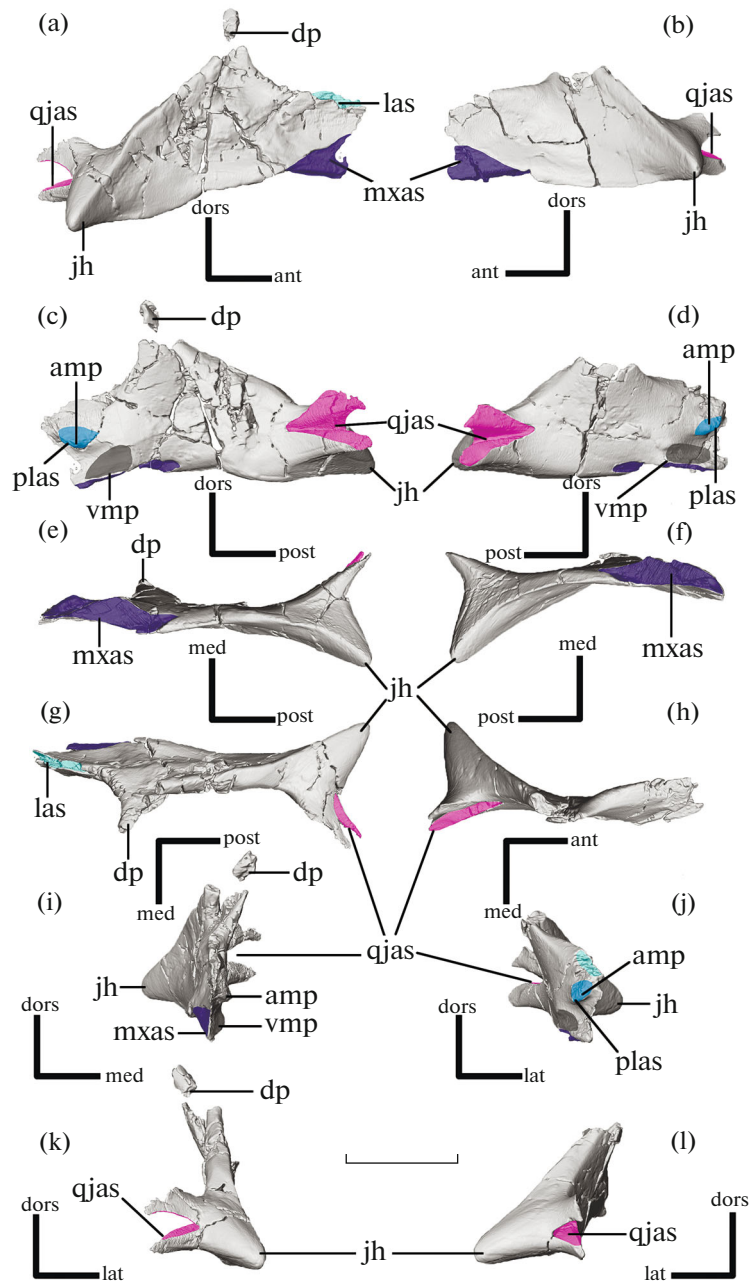 (a)
dp
(b)
las
qjas
qjas
mxas
dors
dors
jh
jh
ant
ant
(c)
dp
(d)
amp
amp
qjas
plas
plas
jh
vmp
dors
dors
vmp
(e)
post
post
(f)
dp
mxas
med
med
mxas
jh
post
post
(g)
(h)
las
dp
post
ant
med
dp
med
(i)
(j)
qjas
amp
jh
amp
jh
dors
vmp
mxas
dors
plas
med
lat
dp
(k)
(l)
qjas
dors
dors
qjas
jh
lat
lat